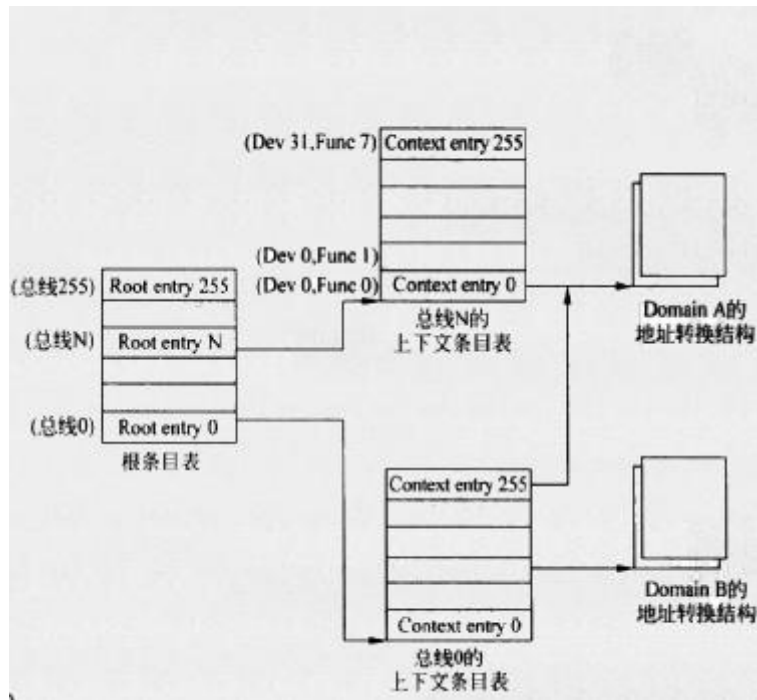 (Dev 31,Func 7)
Context entry 255
(Dev 0,Func 1)
(Dev 0,Func 0)
Context entry 0
总线N的
上下文条目表
Domain A的
地址转换结构
(总线255)
Root entry 255
(总线N)
Root entry N
(总线0)
Root entry 0
根条目表
Context entry 255
Context entry 0
总线0的
上下文条目表
Domain B的
地址转换结构